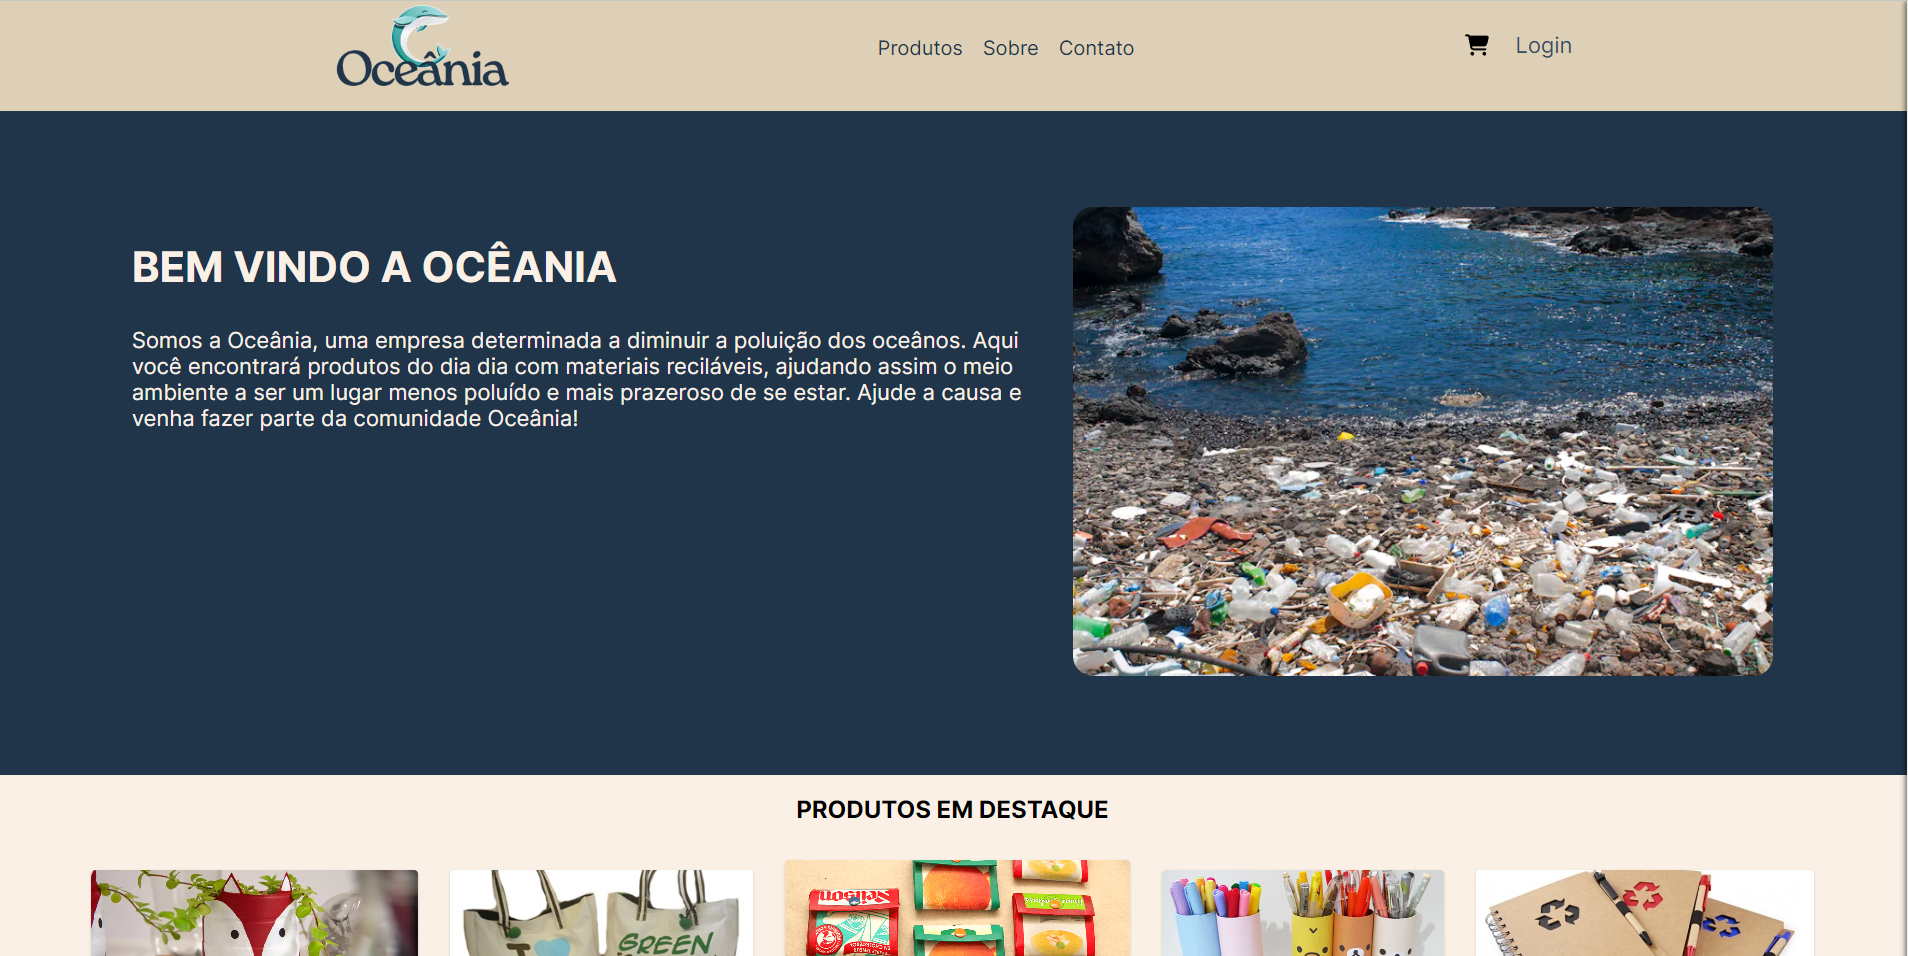 Oceânia
Produtos Sobre Contato
Login
BEM VINDO A OCÊANIA
Somos a Oceânia, uma empresa determinada a diminuir a poluição dos oceânos. Aqui
você encontrará produtos do dia dia com materiais reciláveis, ajudando assim o meio
ambiente a ser um lugar menos poluído e mais prazeroso de se estar. Ajude a causa e
venha fazer parte da comunidade Oceânia!
PRODUTOS EM DESTAQUE
I
GREEN